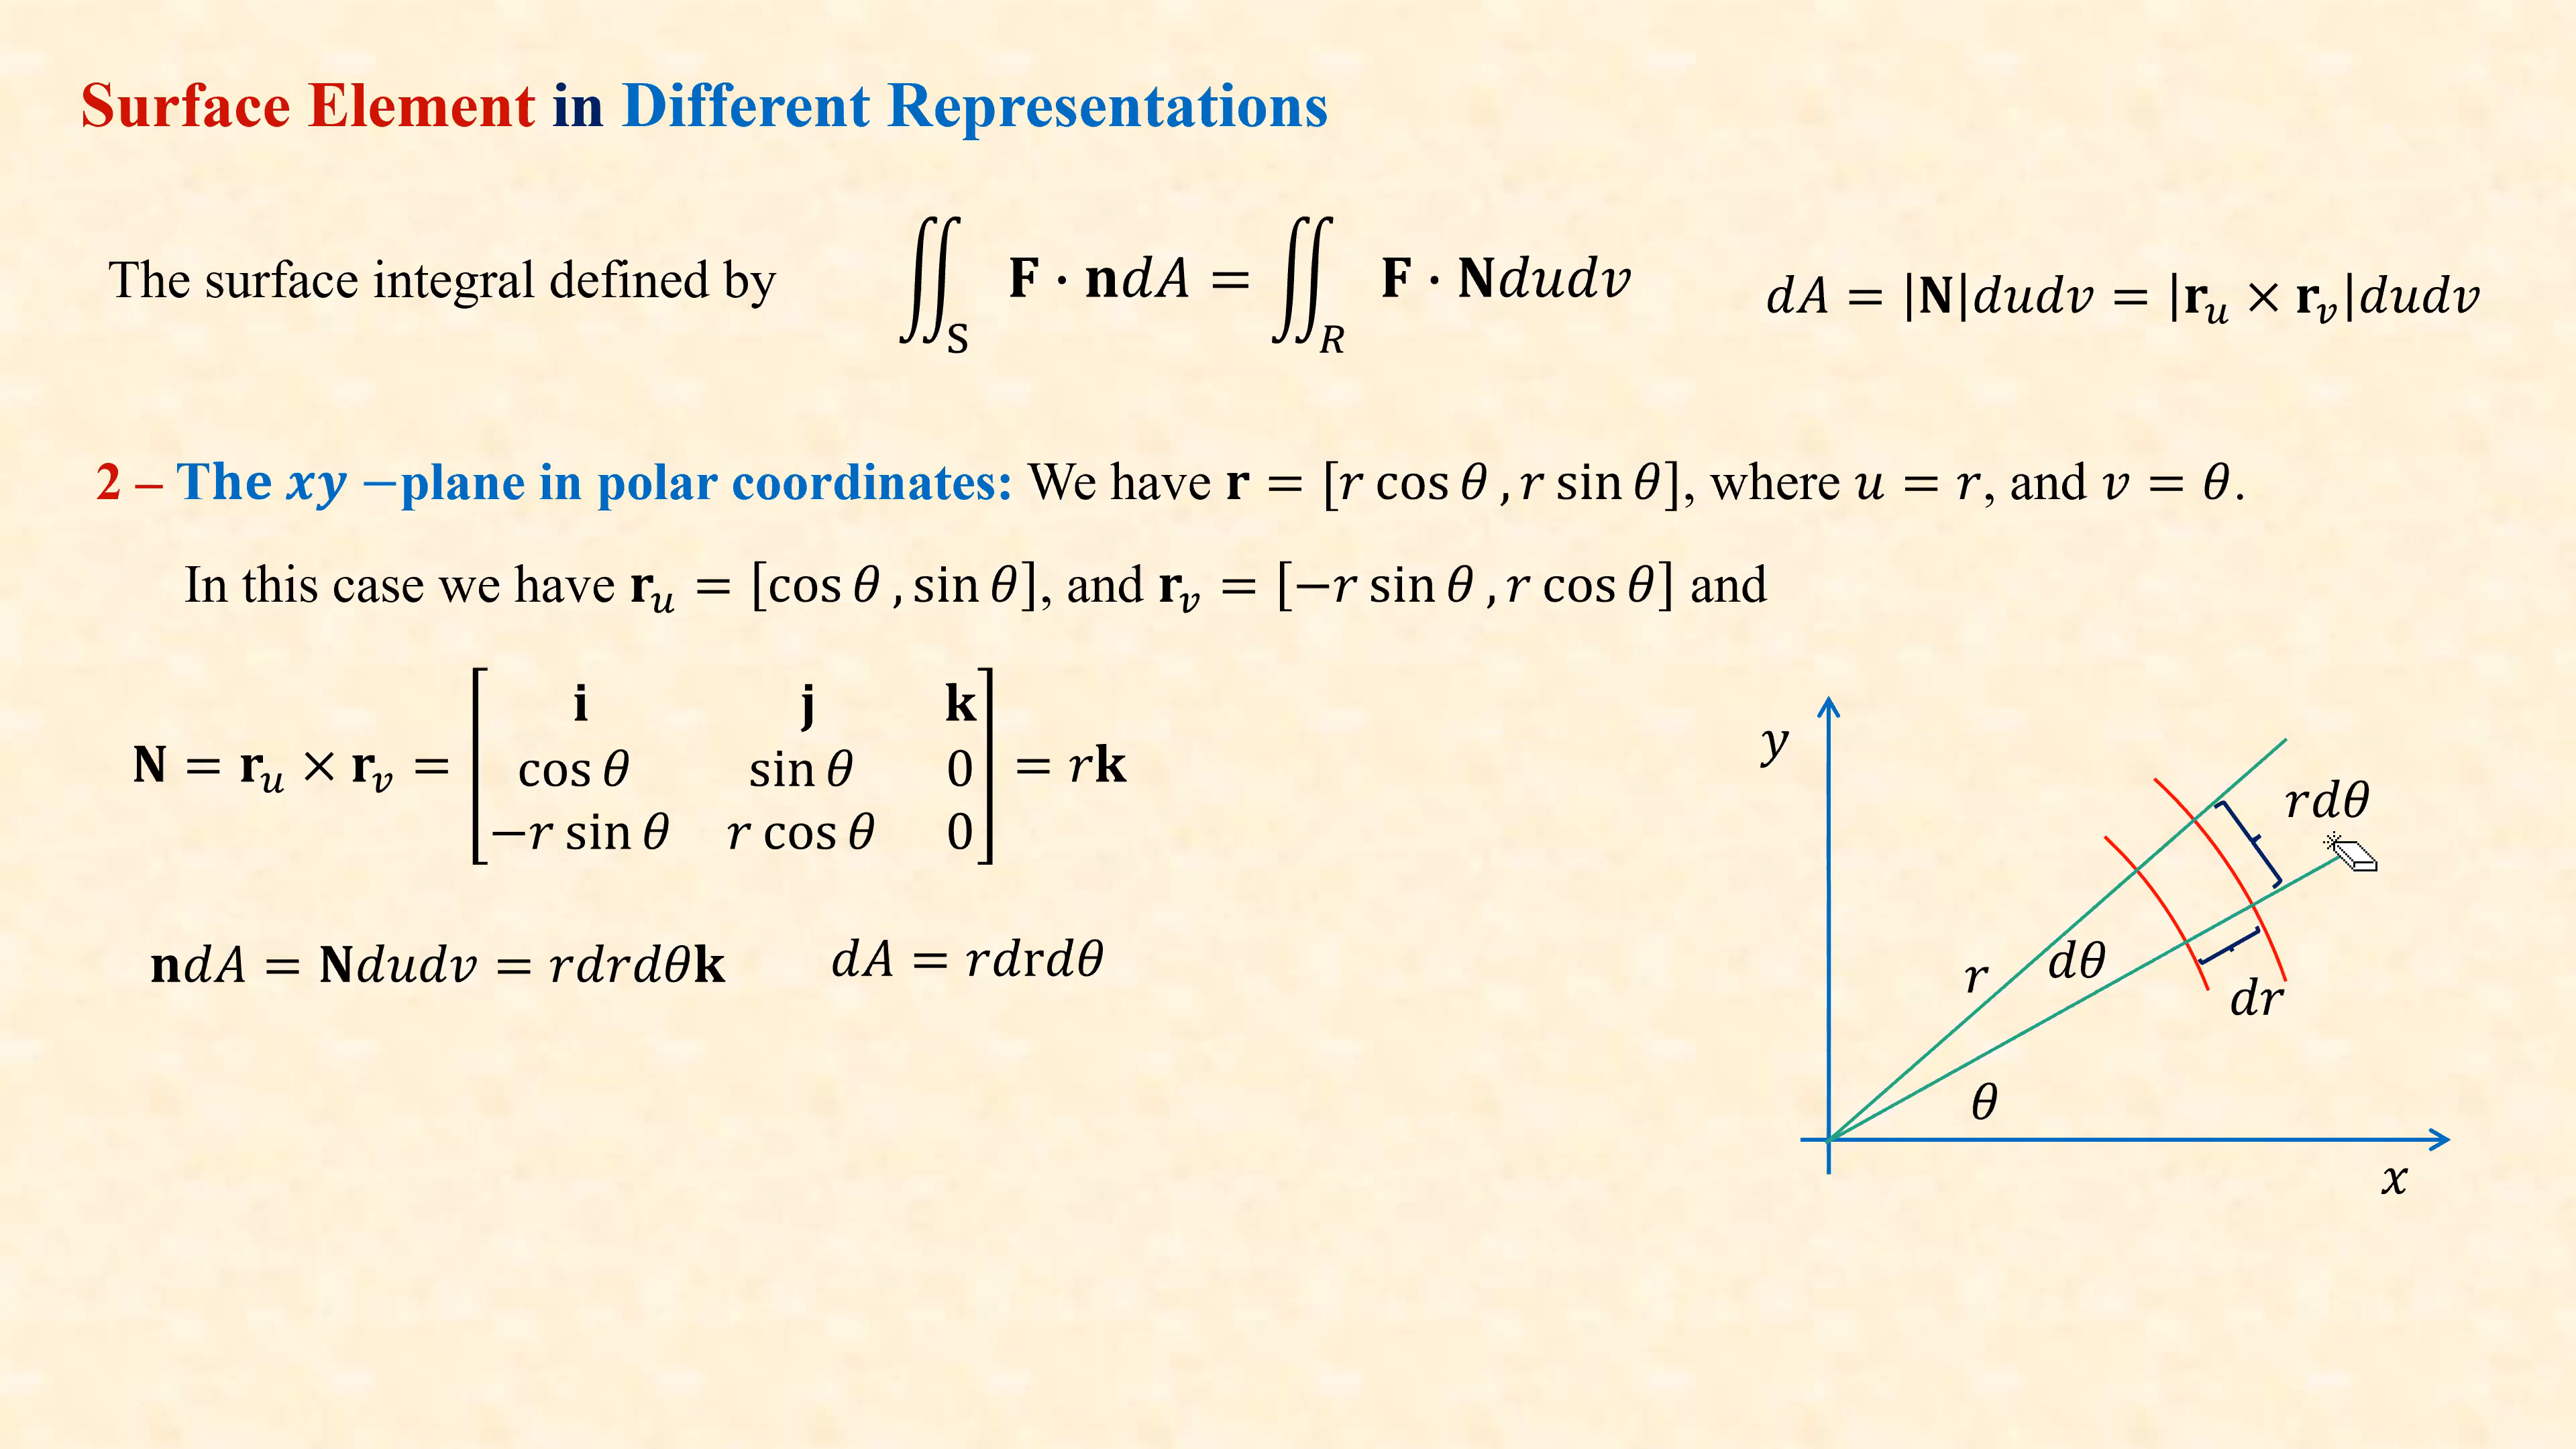 Surface Element in Different Representations
The surface integral defined by ∬_S F · n dA = ∬_R F · N dudv dA = |N|dudv = |r_u × r_v|dudv
2 – The xy −plane in polar coordinates: We have r = [r cos θ , r sin θ], where u = r, and v = θ.
In this case we have r_u = [cos θ , sin θ], and r_v = [−r sin θ , r cos θ] and
N = r_u × r_v = [i j k; cos θ sin θ 0; −r sin θ r cos θ 0] = rk
ndA = Ndudv = rdrdθk dA = rdrdθ
y
rdθ
r
dθ
dr
θ
x